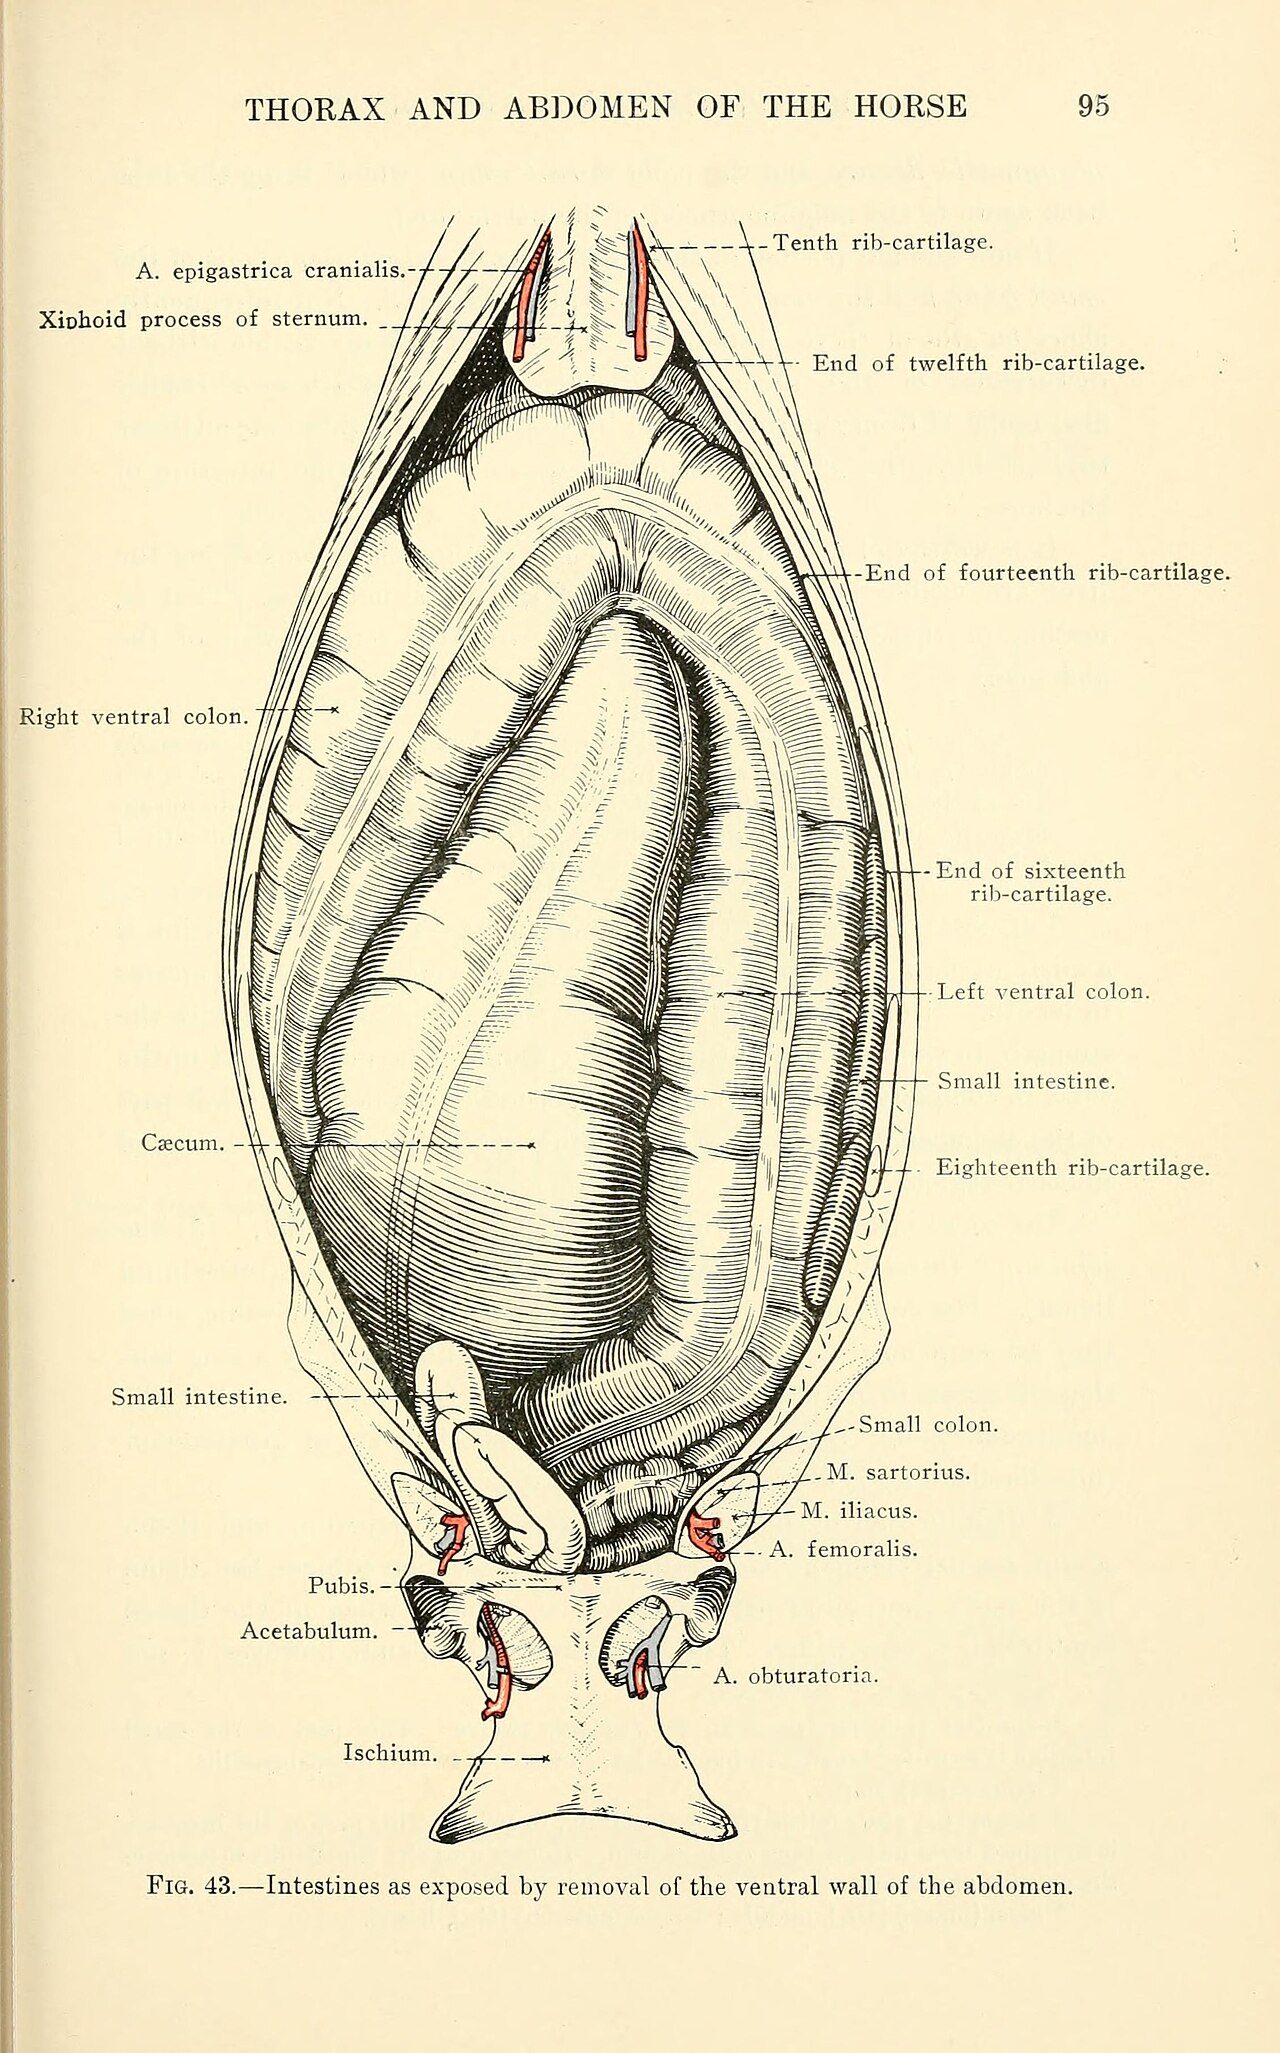 THORAX AND ABDOMEN OF THE HORSE 95
Tenth rib-cartilage.
A. epigastrica cranialis.
Xiphoid process of sternum.
End of twelfth rib-cartilage.
End of fourteenth rib-cartilage.
Right ventral colon.
End of sixteenth
rib-cartilage.
Left ventral colon.
Small intestine.
Cæcum.
Eighteenth rib-cartilage.
Small intestine.
Small colon.
M. sartorius.
M. iliacus.
A. femoralis.
Pubis.
Acetabulum.
A. obturatoria.
Ischium.
FIG. 43.—Intestines as exposed by removal of the ventral wall of the abdomen.